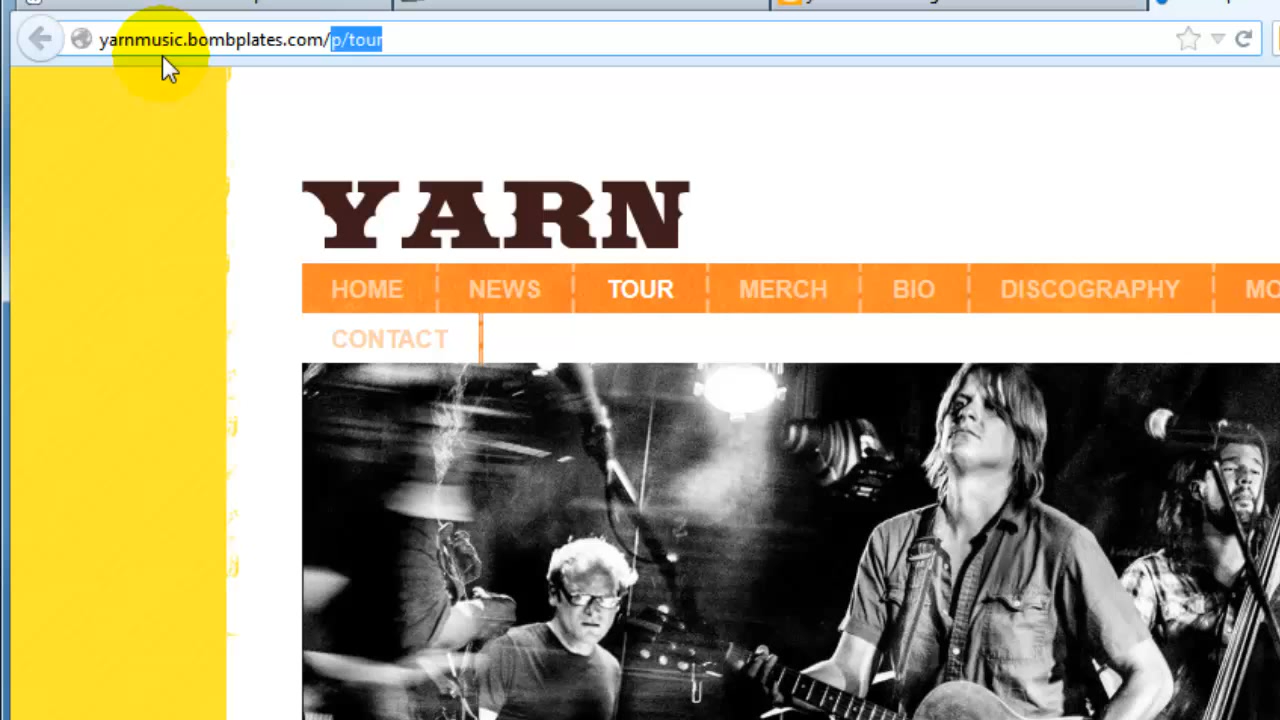 yarnmusic.bombplates.com/p/tour
YARN
HOME NEWS TOUR MERCH BIO DISCOGRAPHY MO
CONTACT